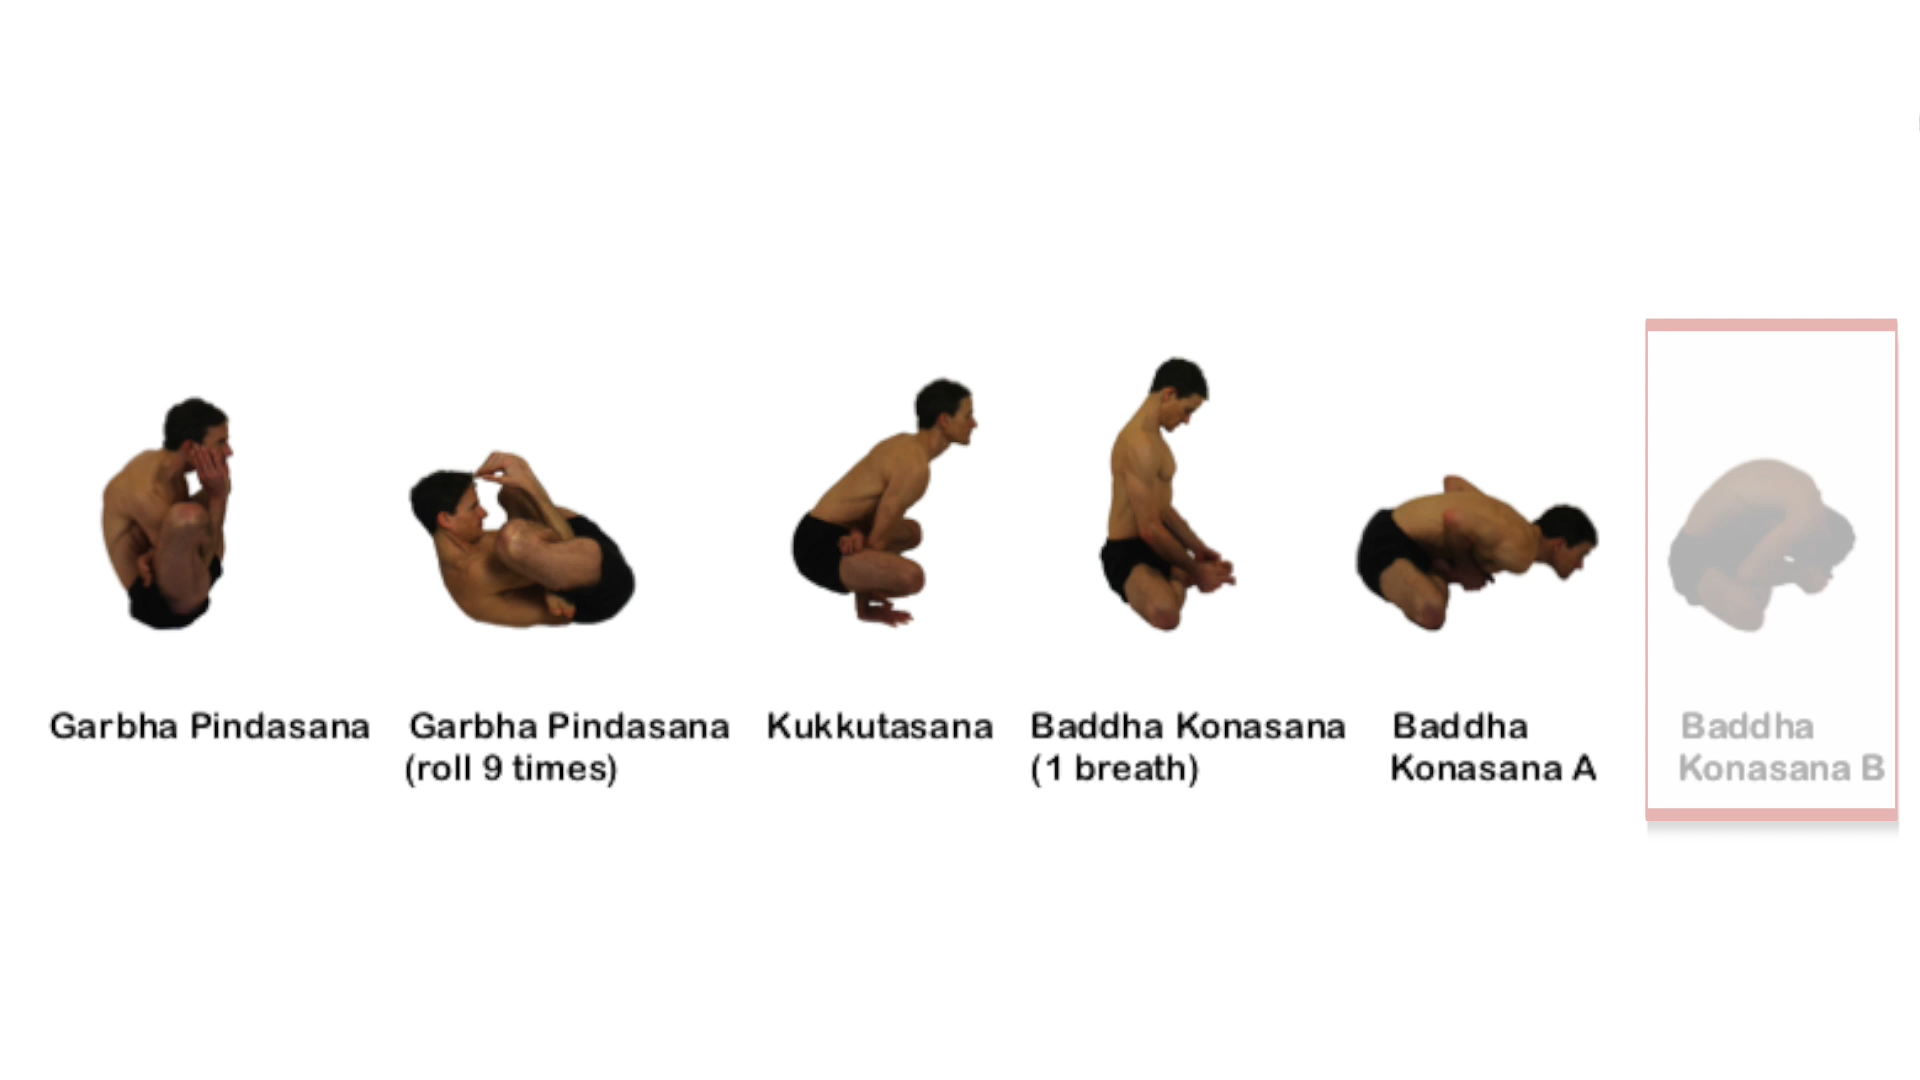 Garbha Pindasana
Garbha Pindasana
(roll 9 times)
Kukkutasana
Baddha Konasana
(1 breath)
Baddha
Konasana A
Baddha
Konasana B